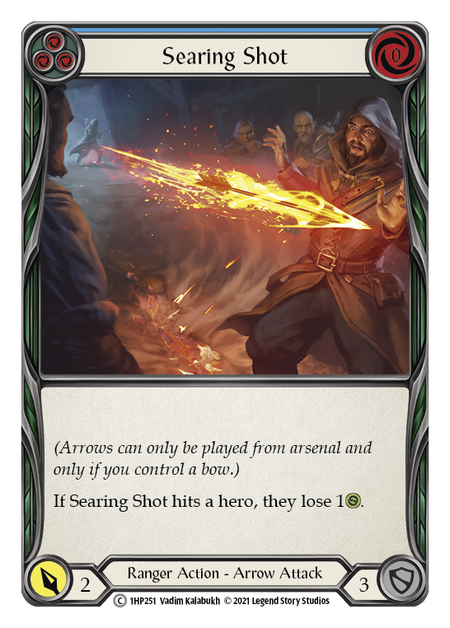 Searing Shot
0
(Arrows can only be played from arsenal and
only if you control a bow.)
If Searing Shot hits a hero, they lose 1.
Ranger Action - Arrow Attack
2
3
C 1HP251 Vadim Kalabukh © 2021 Legend Story Studios